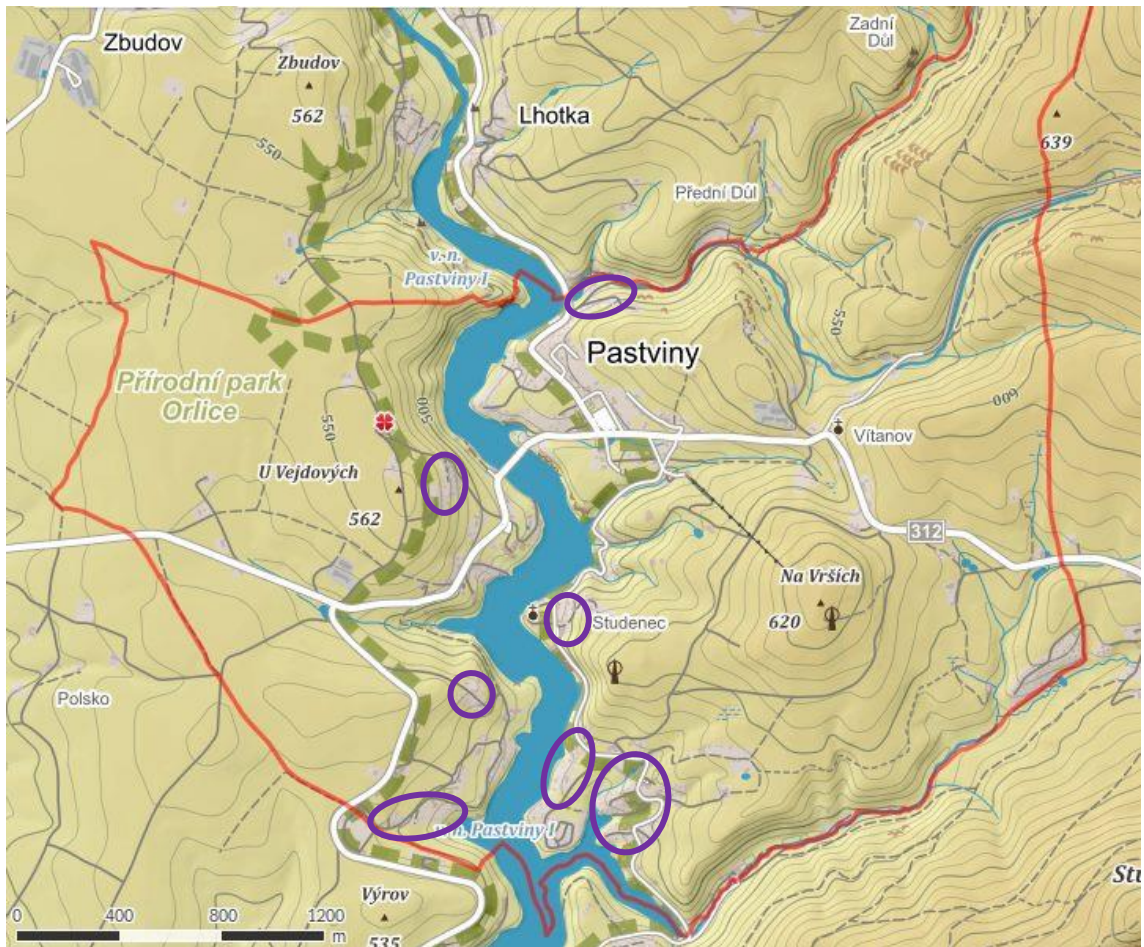 Zbudov
Zbudov
562
550
Lhotka
Zadní
Důl
639
Přední Důl
v. n.
Pastviny I
550
Pastviny
Přírodní park
Orlice
500
550
600
Vítanov
U Vejdových
562
312
Na Vrších
620
Studenec
Polsko
v.n. Pastviny I
Výrov
535
0 400 800 1200
m